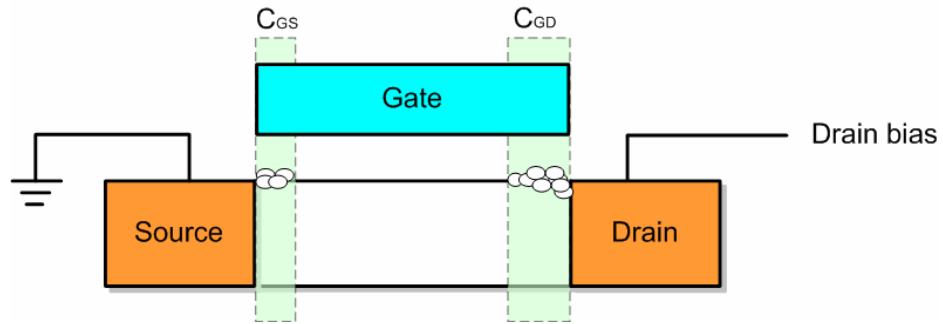 CGS
CGD
Gate
Drain bias
Source
Drain